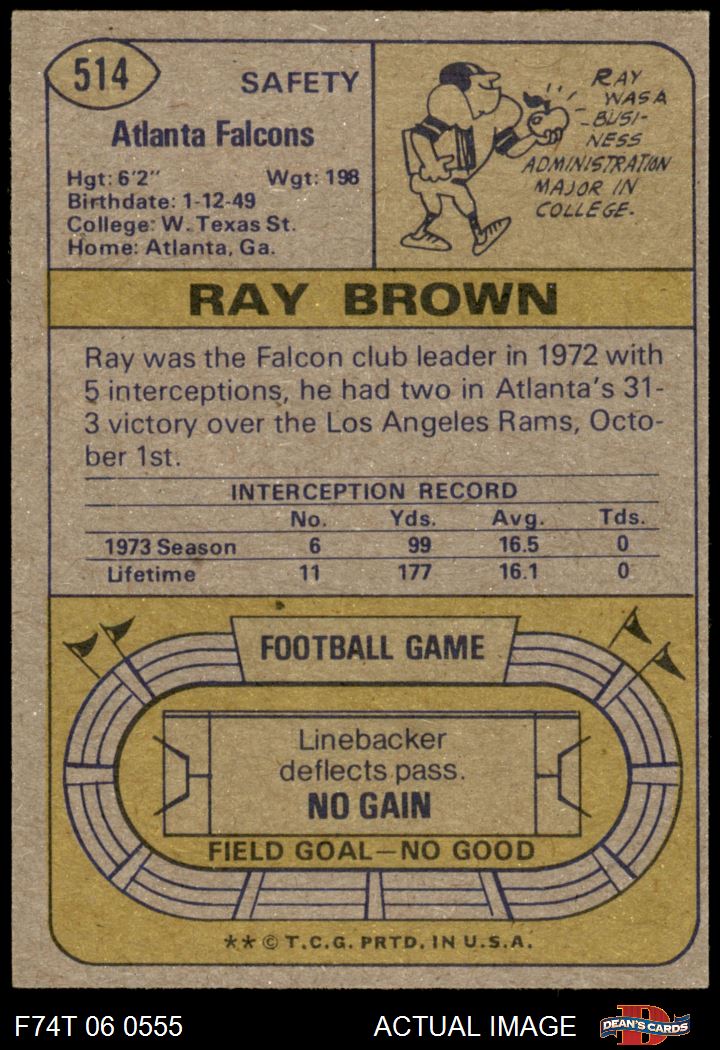 514
SAFETY
Atlanta Falcons
Hgt: 6'2" Wgt: 198
Birthdate: 1-12-49
College: W. Texas St.
Home: Atlanta, Ga.
RAY
WAS A
BUSI-
NESS
ADMINISTRATION
MAJOR IN
COLLEGE.
RAY BROWN
Ray was the Falcon club leader in 1972 with
5 interceptions, he had two in Atlanta's 31-
3 victory over the Los Angeles Rams, Octo-
ber 1st.
INTERCEPTION RECORD
No. Yds. Avg. Tds.
1973 Season 6 99 16.5 0
Lifetime 11 177 16.1 0
FOOTBALL GAME
Linebacker
deflects pass.
NO GAIN
FIELD GOAL—NO GOOD
** © T.C.G. PRTD. IN U.S.A.
F74T 06 0555 ACTUAL IMAGE D DEAN'S CARDS